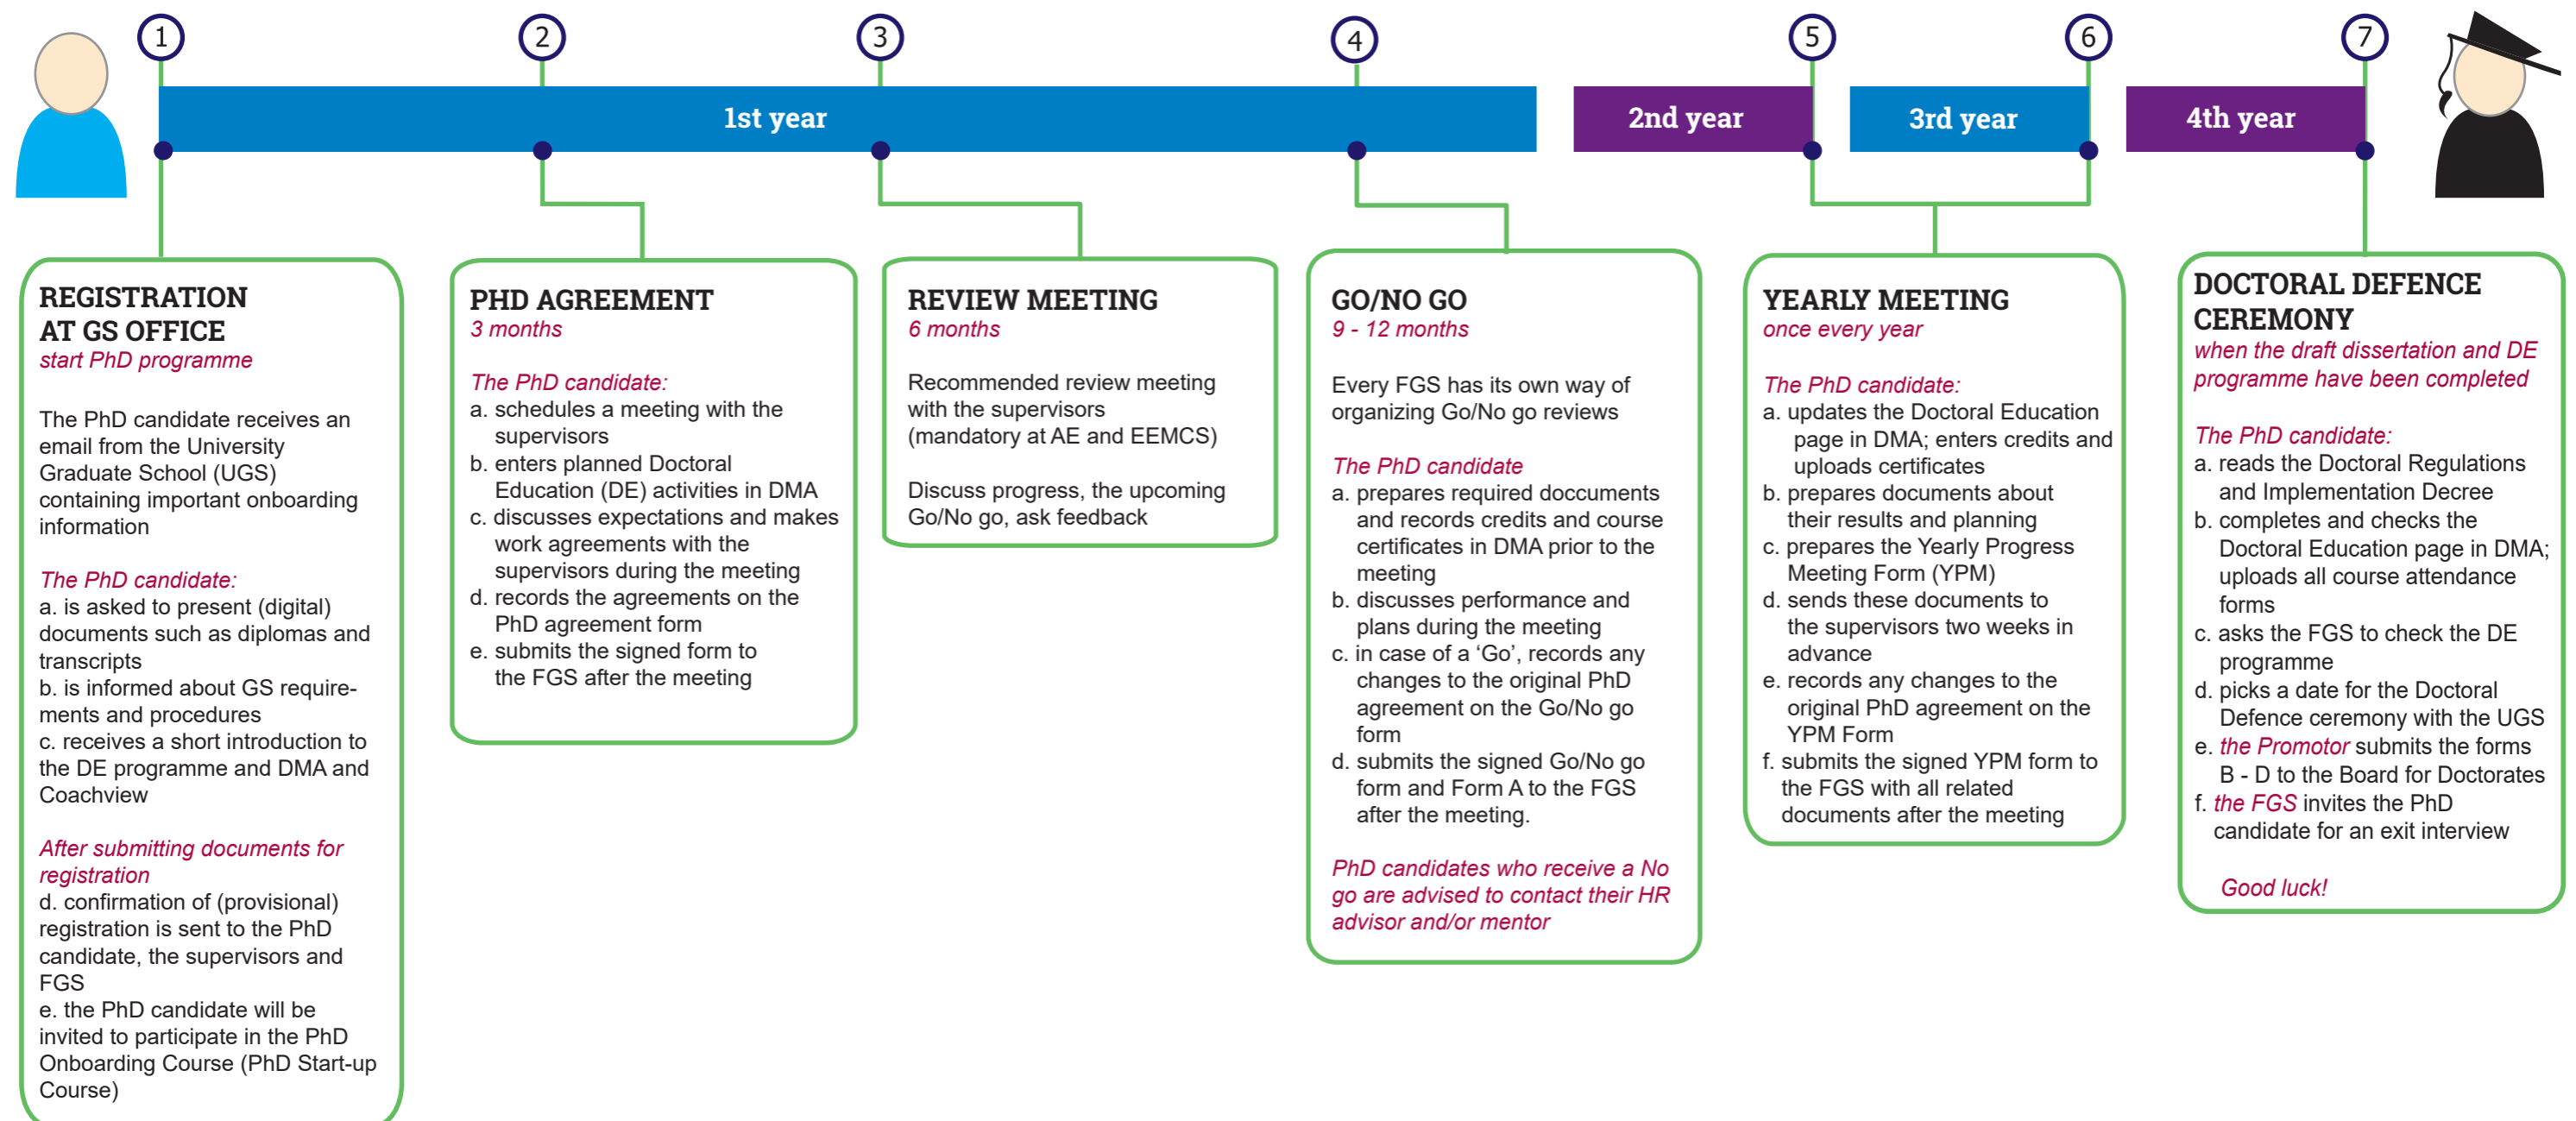 1
2
3
4
5
6
7
1st year
2nd year
3rd year
4th year
REGISTRATION
AT GS OFFICE
start PhD programme
The PhD candidate receives an
email from the University
Graduate School (UGS)
containing important onboarding
information
The PhD candidate:
a. is asked to present (digital)
documents such as diplomas and
transcripts
b. is informed about GS require-
ments and procedures
c. receives a short introduction to
the DE programme and DMA and
Coachview
After submitting documents for
registration
d. confirmation of (provisional)
registration is sent to the PhD
candidate, the supervisors and
FGS
e. the PhD candidate will be
invited to participate in the PhD
Onboarding Course (PhD Start-up
Course)
PHD AGREEMENT
3 months
The PhD candidate:
a. schedules a meeting with the
supervisors
b. enters planned Doctoral
Education (DE) activities in DMA
c. discusses expectations and makes
work agreements with the
supervisors during the meeting
d. records the agreements on the
PhD agreement form
e. submits the signed form to
the FGS after the meeting
REVIEW MEETING
6 months
Recommended review meeting
with the supervisors
(mandatory at AE and EEMCS)
Discuss progress, the upcoming
Go/No go, ask feedback
GO/NO GO
9 - 12 months
Every FGS has its own way of
organizing Go/No go reviews
The PhD candidate
a. prepares required doccuments
and records credits and course
certificates in DMA prior to the
meeting
b. discusses performance and
plans during the meeting
c. in case of a ‘Go’, records any
changes to the original PhD
agreement on the Go/No go
form
d. submits the signed Go/No go
form and Form A to the FGS
after the meeting.
PhD candidates who receive a No
go are advised to contact their HR
advisor and/or mentor
YEARLY MEETING
once every year
The PhD candidate:
a. updates the Doctoral Education
page in DMA; enters credits and
uploads certificates
b. prepares documents about
their results and planning
c. prepares the Yearly Progress
Meeting Form (YPM)
d. sends these documents to
the supervisors two weeks in
advance
e. records any changes to the
original PhD agreement on the
YPM Form
f. submits the signed YPM form to
the FGS with all related
documents after the meeting
DOCTORAL DEFENCE
CEREMONY
when the draft dissertation and DE
programme have been completed
The PhD candidate:
a. reads the Doctoral Regulations
and Implementation Decree
b. completes and checks the
Doctoral Education page in DMA;
uploads all course attendance
forms
c. asks the FGS to check the DE
programme
d. picks a date for the Doctoral
Defence ceremony with the UGS
e. the Promotor submits the forms
B - D to the Board for Doctorates
f. the FGS invites the PhD
candidate for an exit interview
Good luck!